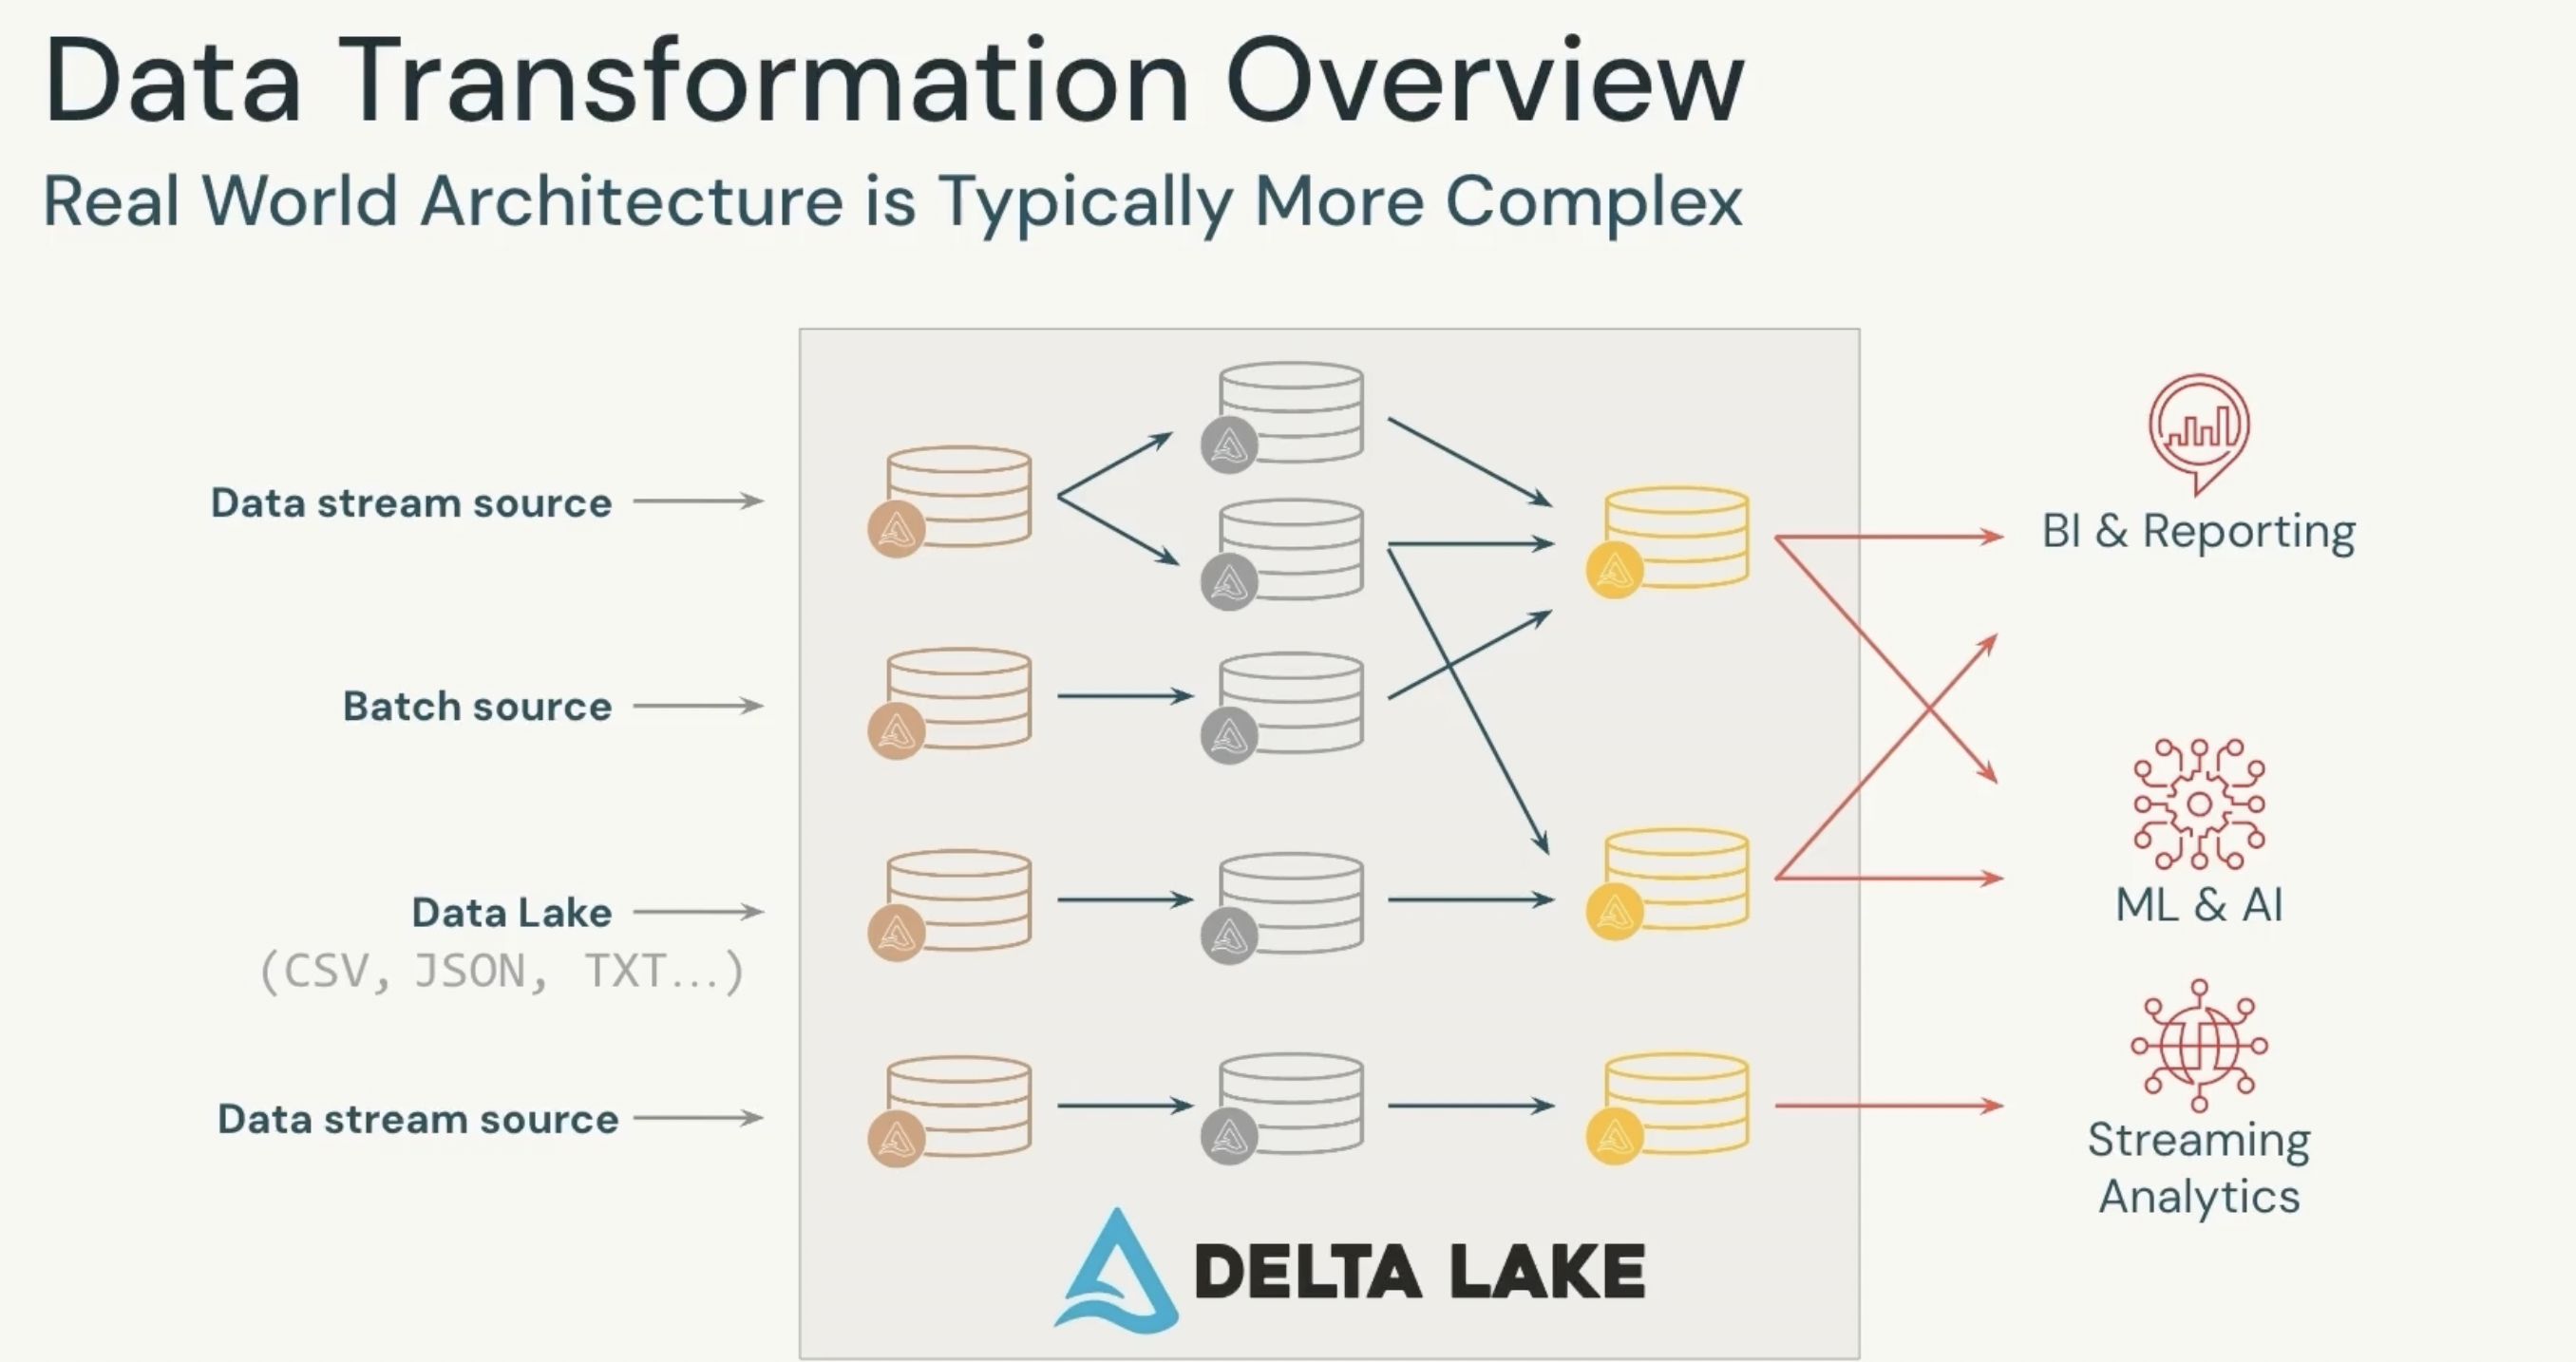 Data Transformation Overview
Real World Architecture is Typically More Complex
Data stream source
Batch source
Data Lake
(CSV, JSON, TXT...)
Data stream source
BI & Reporting
ML & AI
Streaming
Analytics
DELTA LAKE